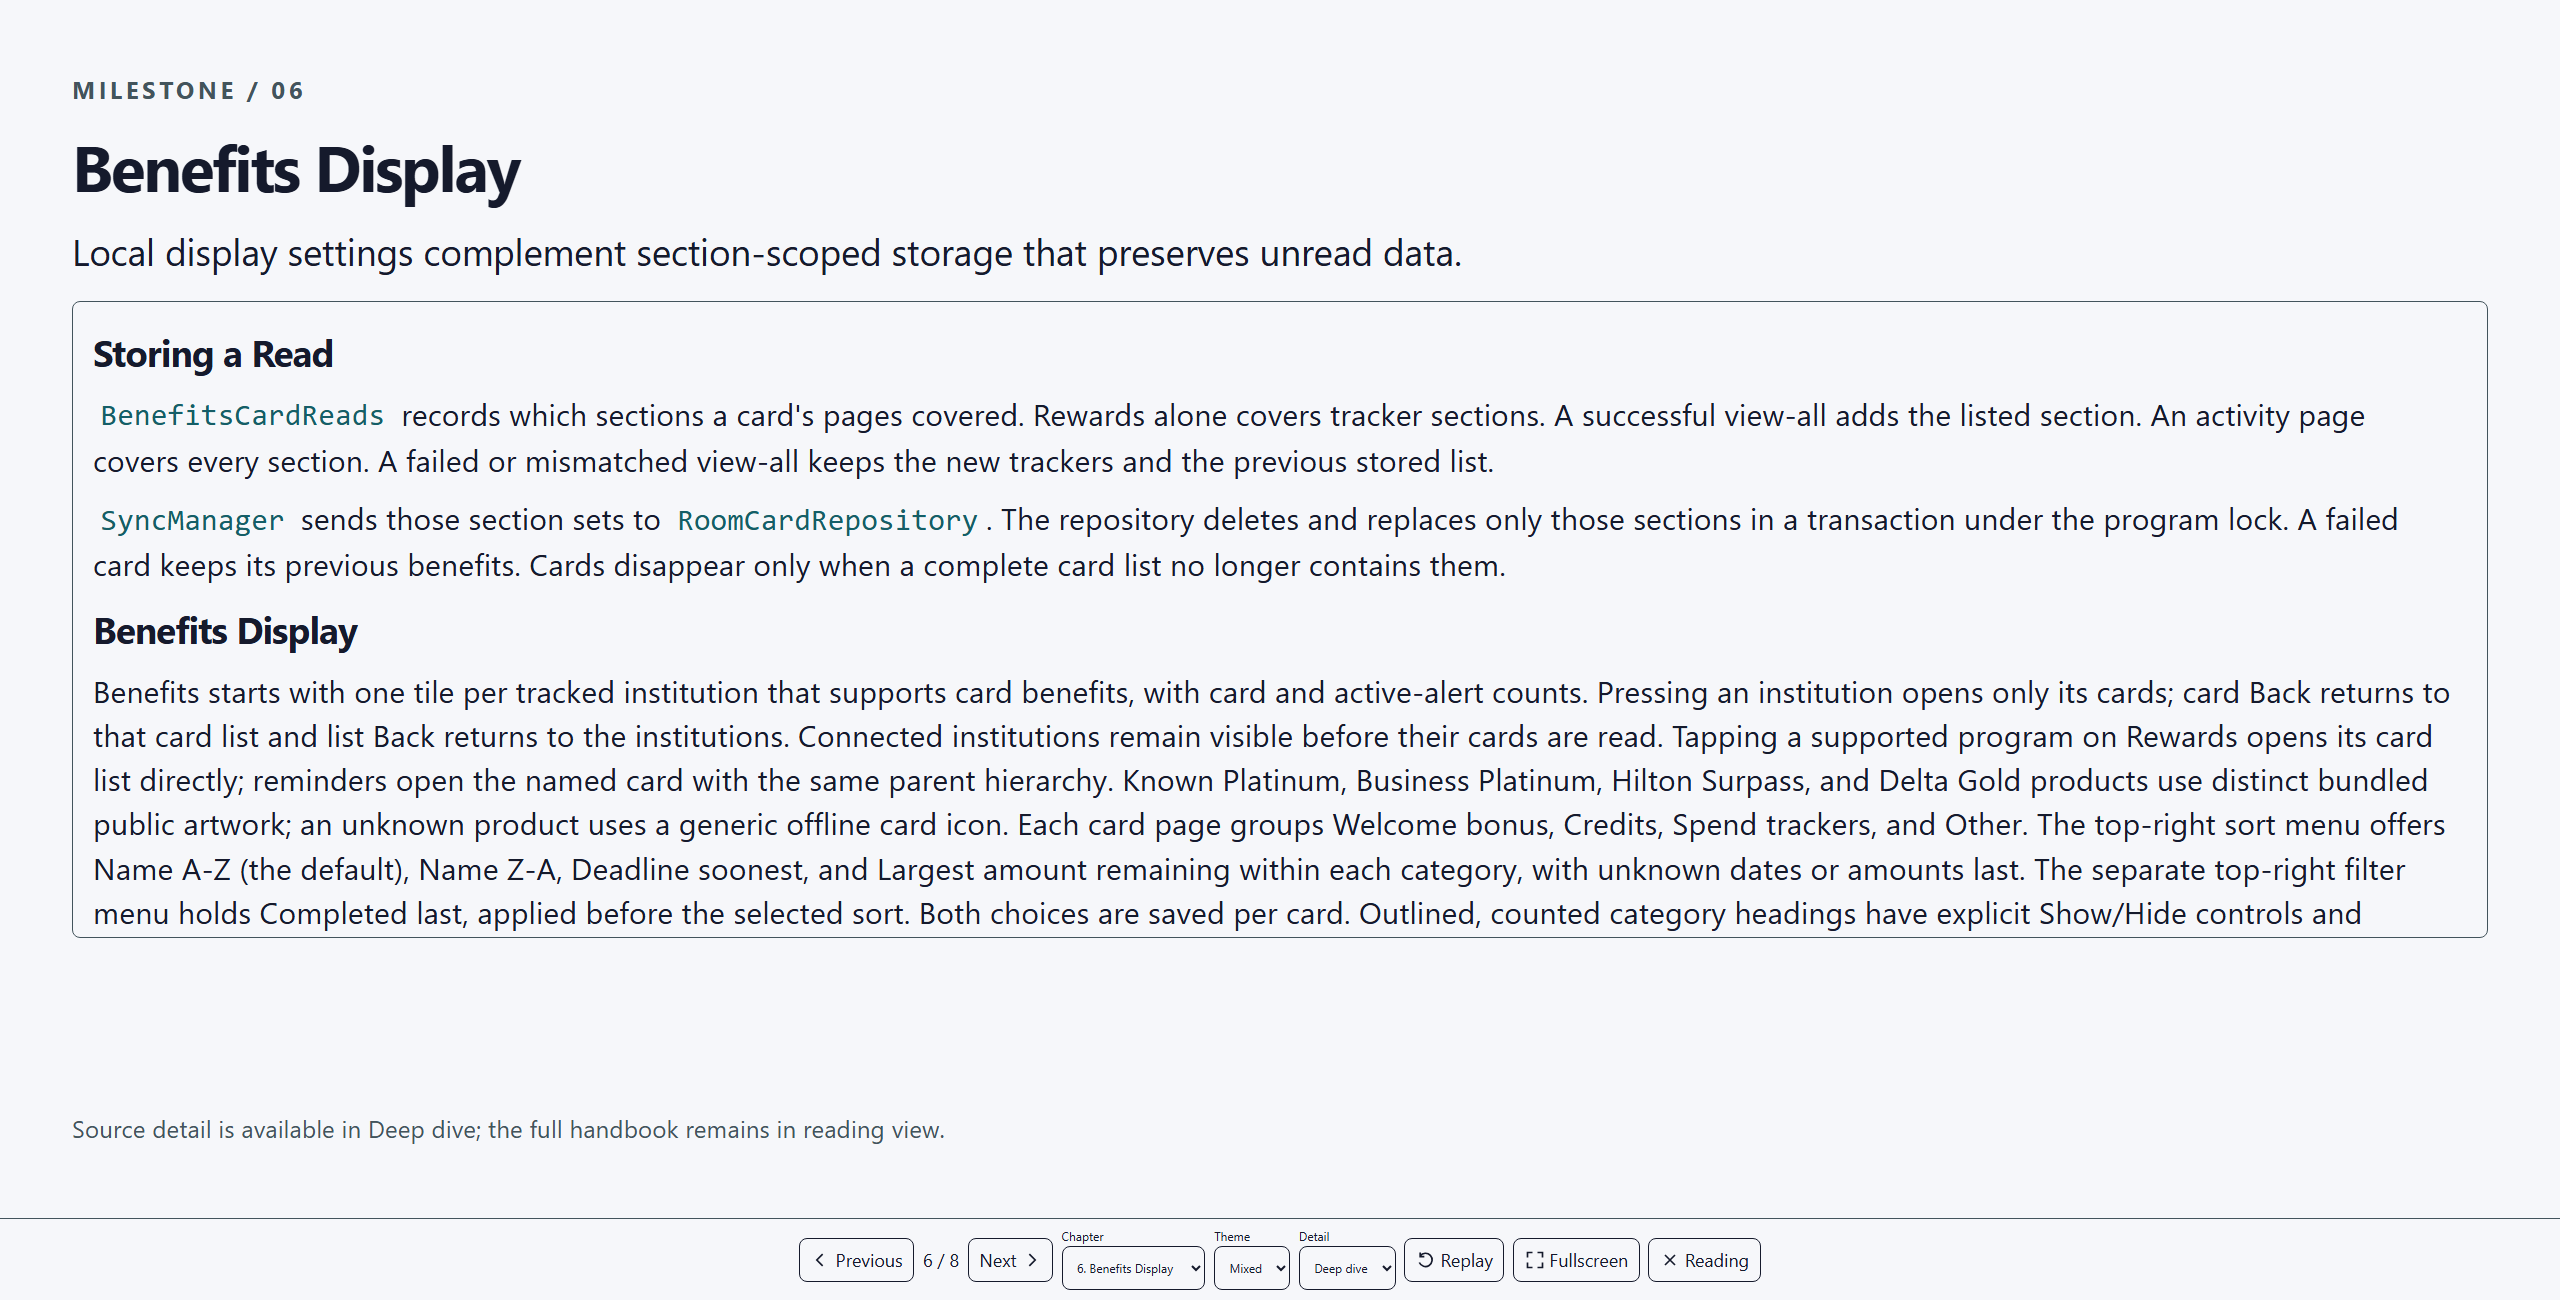 MILESTONE / 06
Benefits Display
Local display settings complement section-scoped storage that preserves unread data.
Storing a Read
BenefitsCardReads records which sections a card's pages covered. Rewards alone covers tracker sections. A successful view-all adds the listed section. An activity page
covers every section. A failed or mismatched view-all keeps the new trackers and the previous stored list.
SyncManager sends those section sets to RoomCardRepository. The repository deletes and replaces only those sections in a transaction under the program lock. A failed
card keeps its previous benefits. Cards disappear only when a complete card list no longer contains them.
Benefits Display
Benefits starts with one tile per tracked institution that supports card benefits, with card and active-alert counts. Pressing an institution opens only its cards; card Back returns to
that card list and list Back returns to the institutions. Connected institutions remain visible before their cards are read. Tapping a supported program on Rewards opens its card
list directly; reminders open the named card with the same parent hierarchy. Known Platinum, Business Platinum, Hilton Surpass, and Delta Gold products use distinct bundled
public artwork; an unknown product uses a generic offline card icon. Each card page groups Welcome bonus, Credits, Spend trackers, and Other. The top-right sort menu offers
Name A-Z (the default), Name Z-A, Deadline soonest, and Largest amount remaining within each category, with unknown dates or amounts last. The separate top-right filter
menu holds Completed last, applied before the selected sort. Both choices are saved per card. Outlined, counted category headings have explicit Show/Hide controls and
Source detail is available in Deep dive; the full handbook remains in reading view.
Chapter Theme Detail
Previous 6 / 8 Next 6. Benefits Display Mixed Deep dive Replay Fullscreen Reading